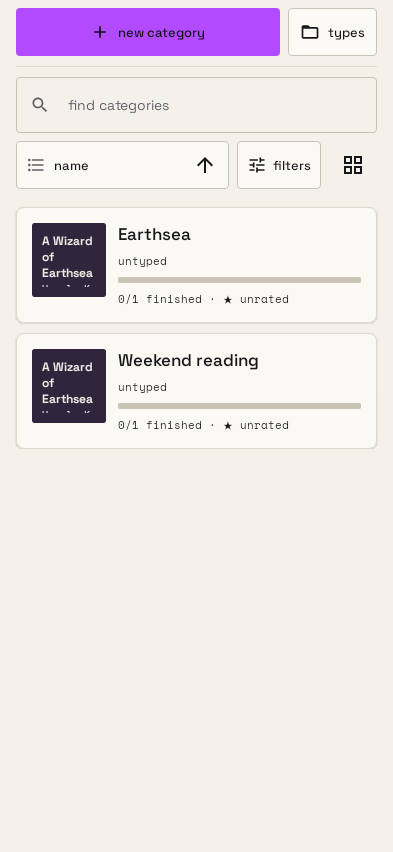 new category
types
find categories
name
filters
A Wizard
of
Earthsea
Earthsea
untyped
0/1 finished · ★ unrated
A Wizard
of
Earthsea
Weekend reading
untyped
0/1 finished · ★ unrated